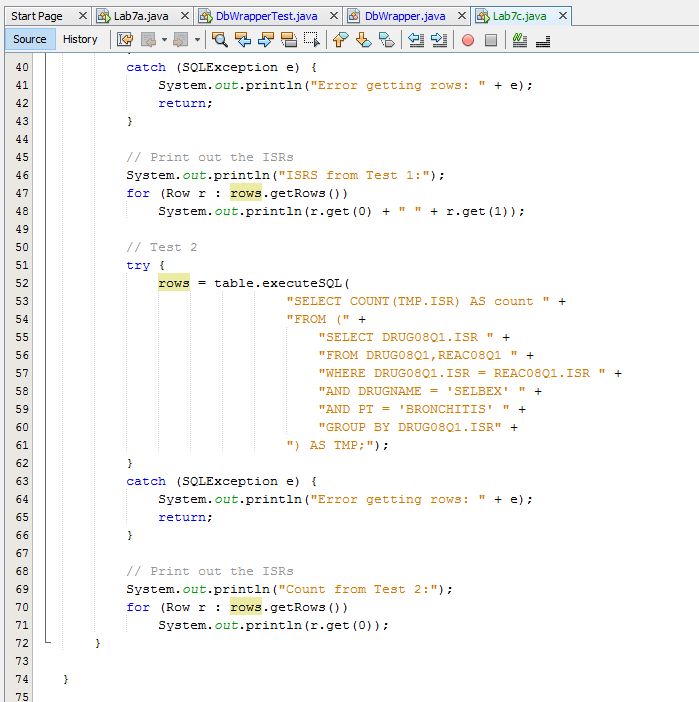 Start Page Lab7a.java DbWrapperTest.java DbWrapper.java Lab7c.java
Source History
40 catch (SQLException e) {
41 System.out.println("Error getting rows: " + e);
42 return;
43 }
44
45 // Print out the ISRs
46 System.out.println("ISRS from Test 1:");
47 for (Row r : rows.getRows())
48 System.out.println(r.get(0) + " " + r.get(1));
49
50 // Test 2
51 try {
52 rows = table.executeSQL(
53 "SELECT COUNT(TMP.ISR) AS count " +
54 "FROM (" +
55 "SELECT DRUG08Q1.ISR " +
56 "FROM DRUG08Q1,REAC08Q1 " +
57 "WHERE DRUG08Q1.ISR = REAC08Q1.ISR " +
58 "AND DRUGNAME = 'SELBEX' " +
59 "AND PT = 'BRONCHITIS' " +
60 "GROUP BY DRUG08Q1.ISR" +
61 ") AS TMP;");
62 }
63 catch (SQLException e) {
64 System.out.println("Error getting rows: " + e);
65 return;
66 }
67
68 // Print out the ISRs
69 System.out.println("Count from Test 2:");
70 for (Row r : rows.getRows())
71 System.out.println(r.get(0));
72 }
73
74 }
75